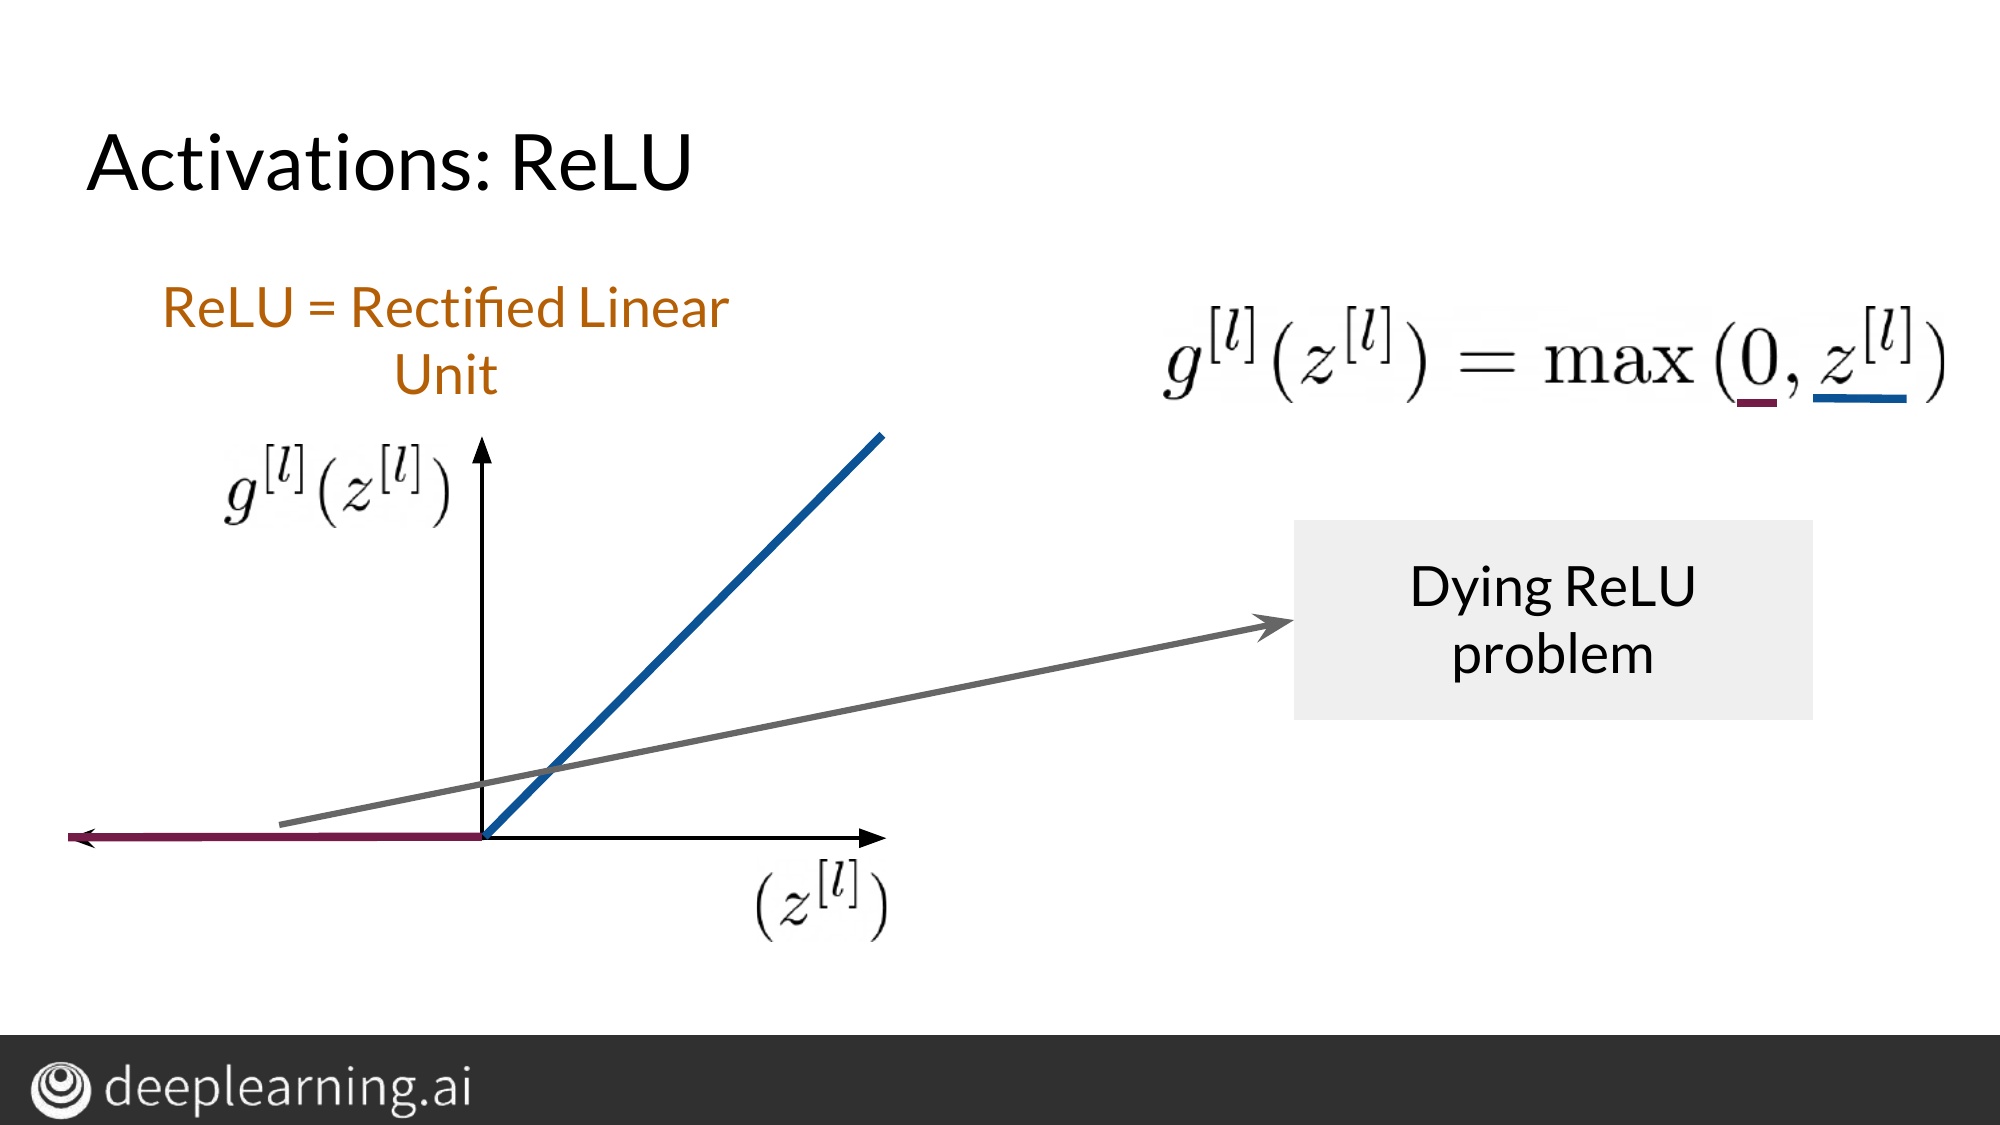 Activations: ReLU
ReLU = Rectified Linear
Unit
g^{[l]}(z^{[l]}) = max (0, z^{[l]})
g^{[l]}(z^{[l]})
Dying ReLU
problem
(z^{[l]})
deeplearning.ai